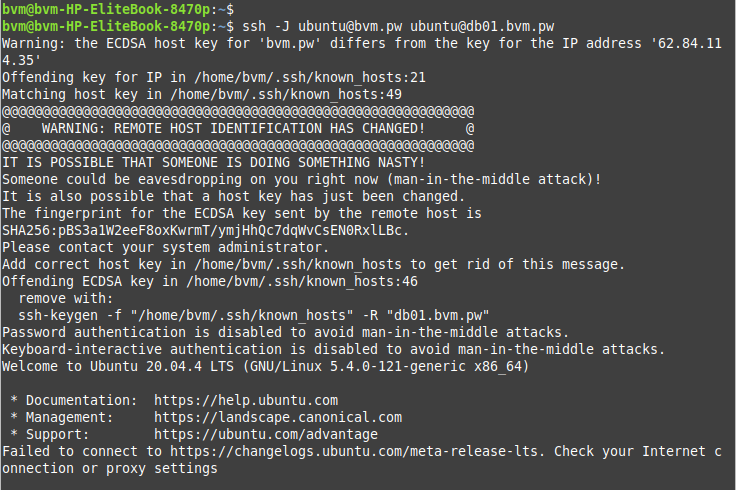 bvm@bvm-HP-EliteBook-8470p:~$
bvm@bvm-HP-EliteBook-8470p:~$ ssh -J ubuntu@bvm.pw ubuntu@db01.bvm.pw
Warning: the ECDSA host key for 'bvm.pw' differs from the key for the IP address '62.84.11
4.35'
Offending key for IP in /home/bvm/.ssh/known_hosts:21
Matching host key in /home/bvm/.ssh/known_hosts:49
@@@@@@@@@@@@@@@@@@@@@@@@@@@@@@@@@@@@@@@@@@@@@@@@@@@@@@@@@@@
@    WARNING: REMOTE HOST IDENTIFICATION HAS CHANGED!     @
@@@@@@@@@@@@@@@@@@@@@@@@@@@@@@@@@@@@@@@@@@@@@@@@@@@@@@@@@@@
IT IS POSSIBLE THAT SOMEONE IS DOING SOMETHING NASTY!
Someone could be eavesdropping on you right now (man-in-the-middle attack)!
It is also possible that a host key has just been changed.
The fingerprint for the ECDSA key sent by the remote host is
SHA256:pBS3a1W2eeF8oxKwrmT/ymjHhQc7dqWvCsEN0RxlLBc.
Please contact your system administrator.
Add correct host key in /home/bvm/.ssh/known_hosts to get rid of this message.
Offending ECDSA key in /home/bvm/.ssh/known_hosts:46
  remove with:
  ssh-keygen -f "/home/bvm/.ssh/known_hosts" -R "db01.bvm.pw"
Password authentication is disabled to avoid man-in-the-middle attacks.
Keyboard-interactive authentication is disabled to avoid man-in-the-middle attacks.
Welcome to Ubuntu 20.04.4 LTS (GNU/Linux 5.4.0-121-generic x86_64)

 * Documentation:  https://help.ubuntu.com
 * Management:     https://landscape.canonical.com
 * Support:        https://ubuntu.com/advantage
Failed to connect to https://changelogs.ubuntu.com/meta-release-lts. Check your Internet c
onnection or proxy settings